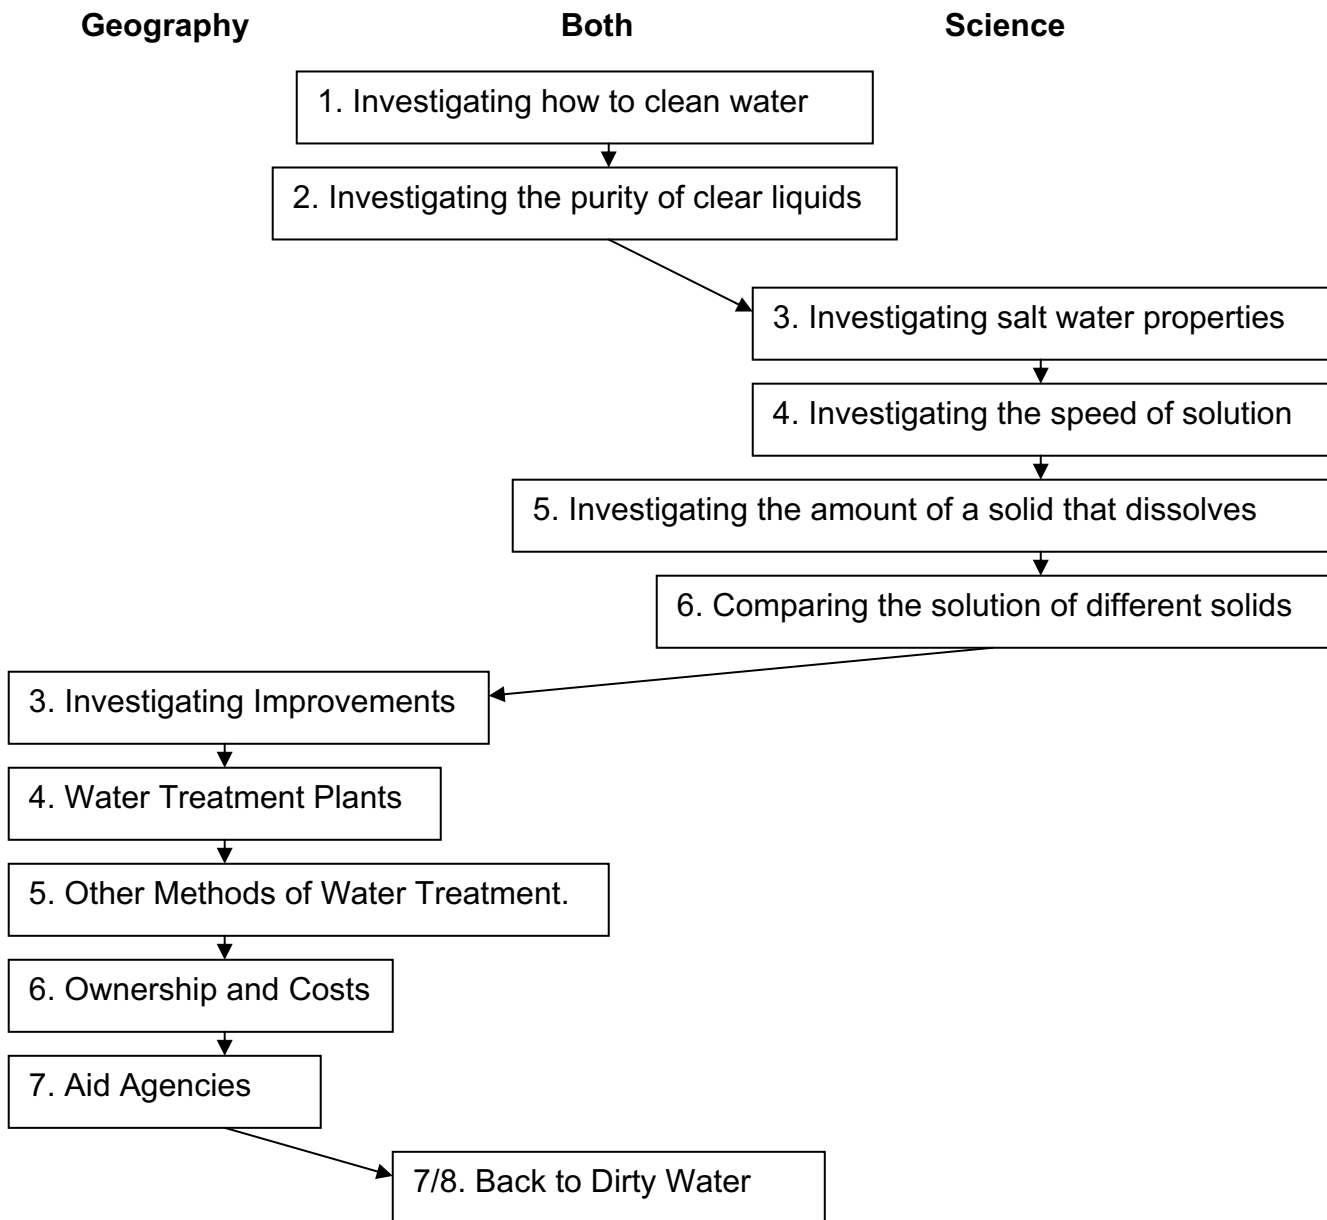 Geography Both Science
1. Investigating how to clean water
2. Investigating the purity of clear liquids
3. Investigating salt water properties
4. Investigating the speed of solution
5. Investigating the amount of a solid that dissolves
6. Comparing the solution of different solids
3. Investigating Improvements
4. Water Treatment Plants
5. Other Methods of Water Treatment.
6. Ownership and Costs
7. Aid Agencies
7/8. Back to Dirty Water